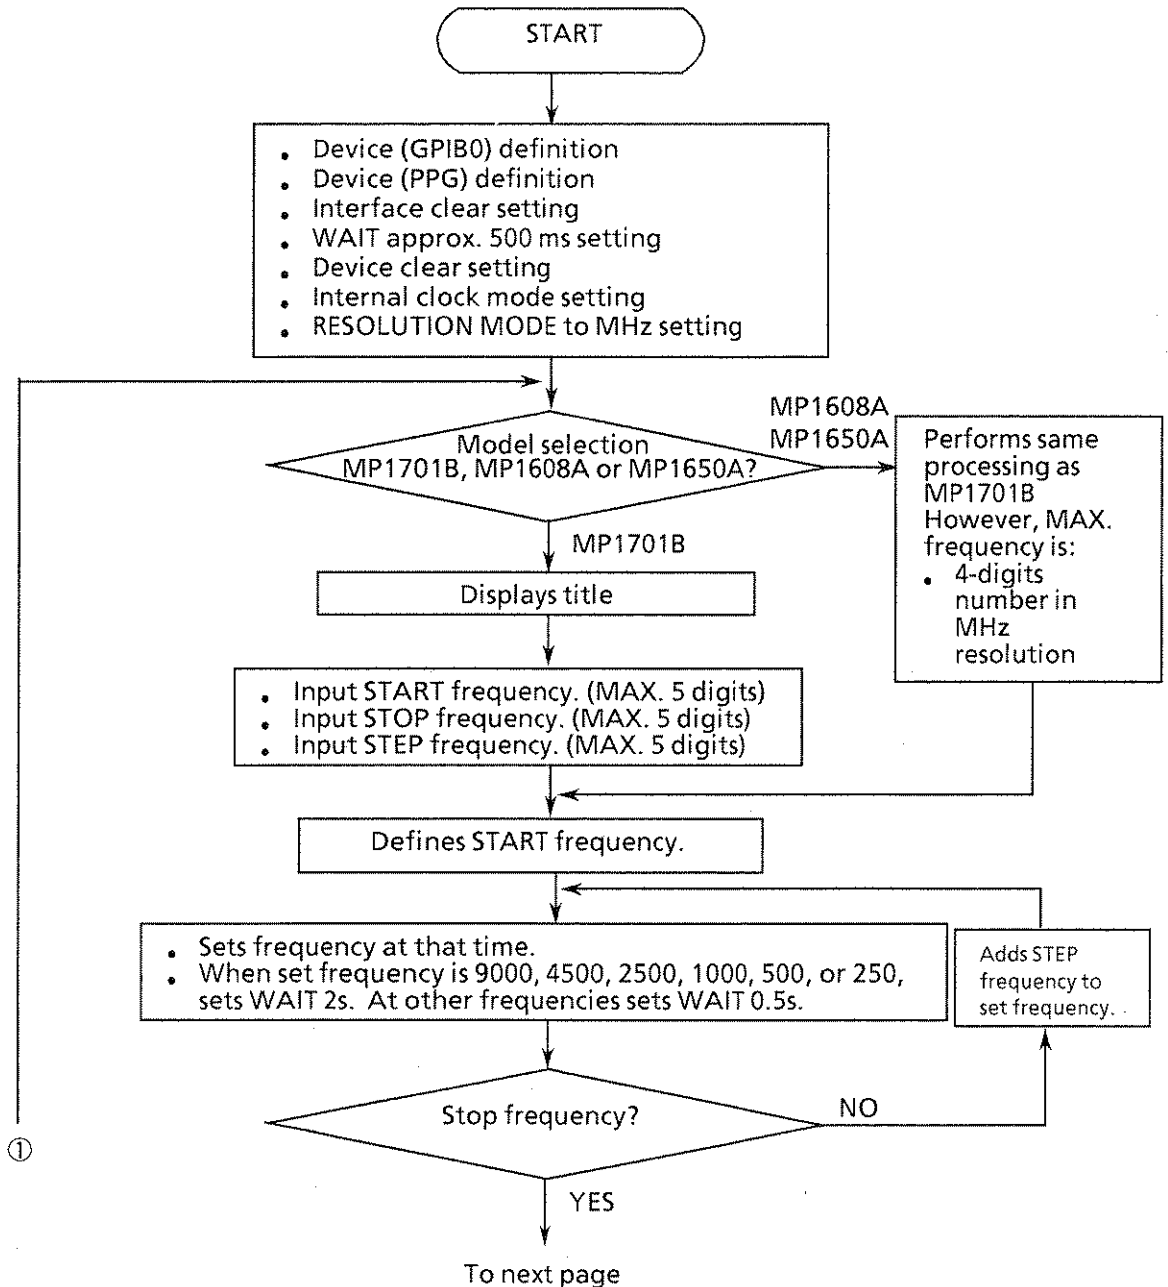 START
• Device (GPIB0) definition
• Device (PPG) definition
• Interface clear setting
• WAIT approx. 500 ms setting
• Device clear setting
• Internal clock mode setting
• RESOLUTION MODE to MHz setting
Model selection
MP1701B, MP1608A or MP1650A?
MP1608A
MP1650A
Performs same
processing as
MP1701B
However, MAX.
frequency is:
• 4-digits
number in
MHz
resolution
MP1701B
Displays title
• Input START frequency. (MAX. 5 digits)
• Input STOP frequency. (MAX. 5 digits)
• Input STEP frequency. (MAX. 5 digits)
Defines START frequency.
• Sets frequency at that time.
• When set frequency is 9000, 4500, 2500, 1000, 500, or 250,
sets WAIT 2s. At other frequencies sets WAIT 0.5s.
Adds STEP
frequency to
set frequency.
Stop frequency?
NO
①
YES
To next page